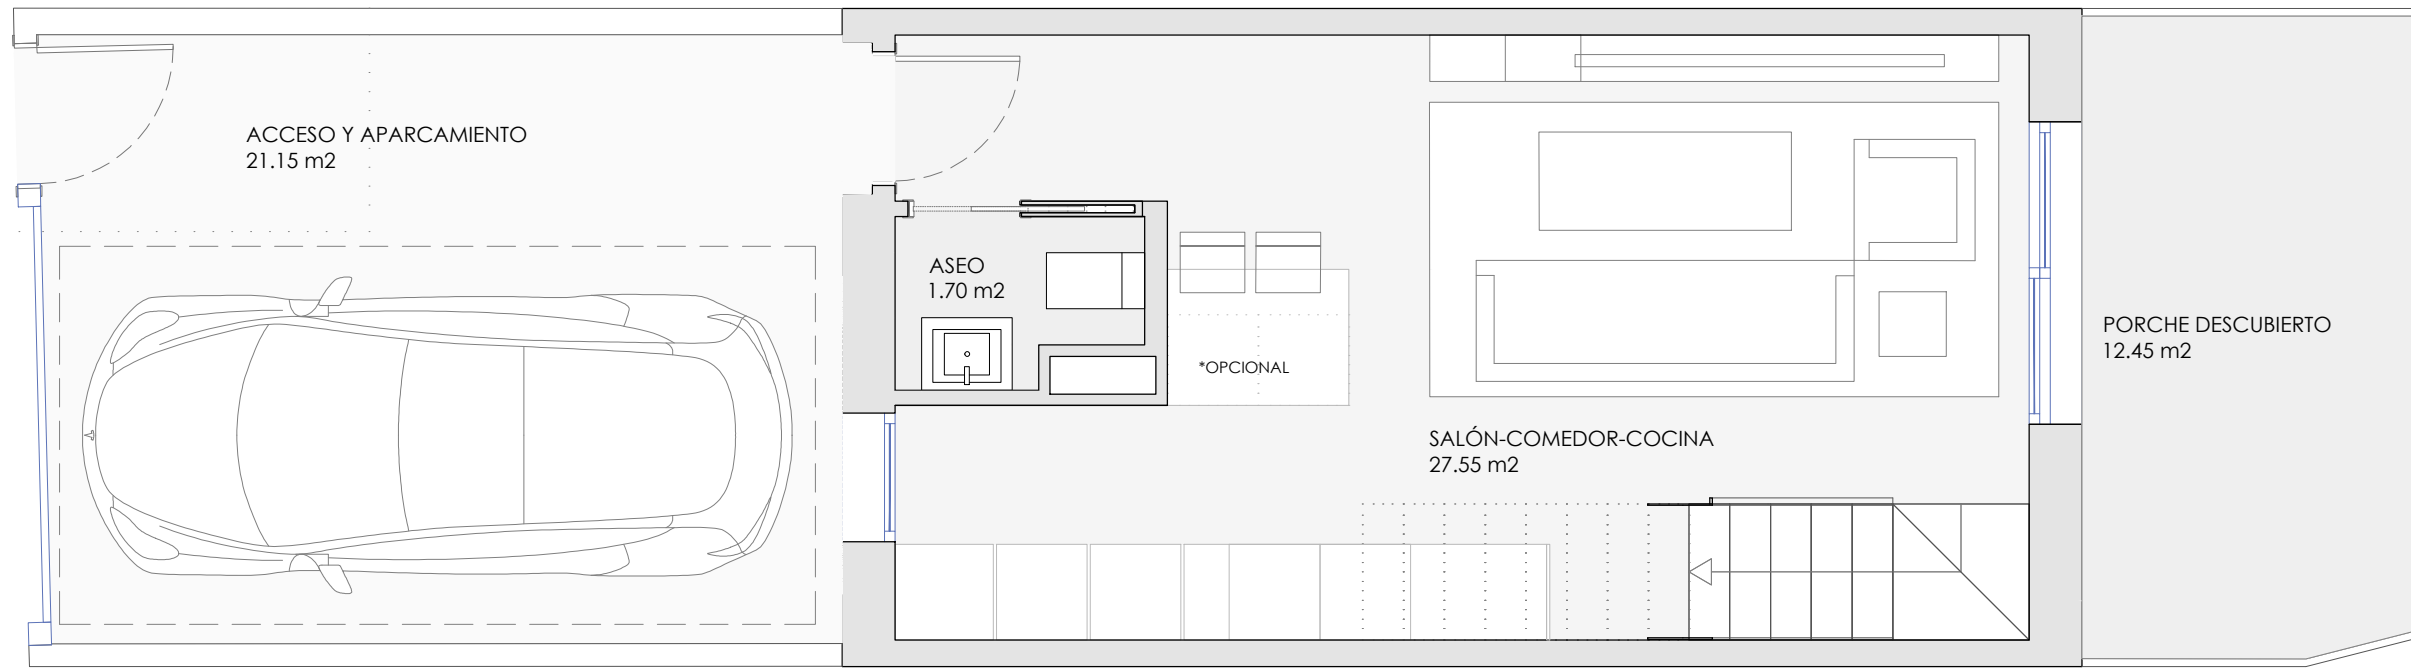 ACCESO Y APARCAMIENTO
21.15 m2
ASEO
1.70 m2
*OPCIONAL
SALÓN-COMEDOR-COCINA
27.55 m2
PORCHE DESCUBIERTO
12.45 m2